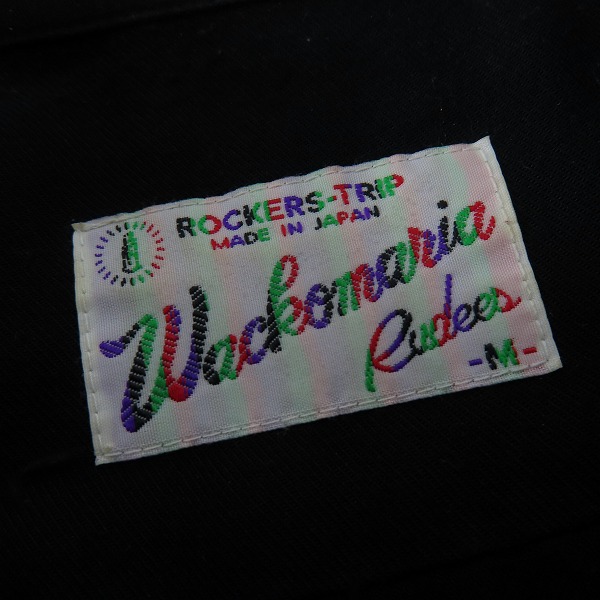 ROCKERS-TRIP
MADE IN JAPAN
Wackomaria
Rudees
-M-